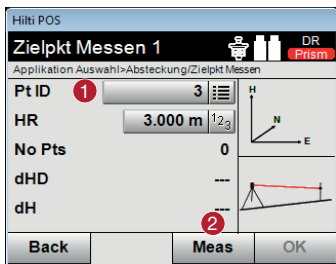 Hilti POS
Zielpkt Messen 1
DR
Prism
Applikation Auswahl>Absteckung/Zielpkt Messen
Pt ID 1 3
H
HR 3.000 m 123
N
E
No Pts 0
dHD ---
dH ---
2
Back Meas OK